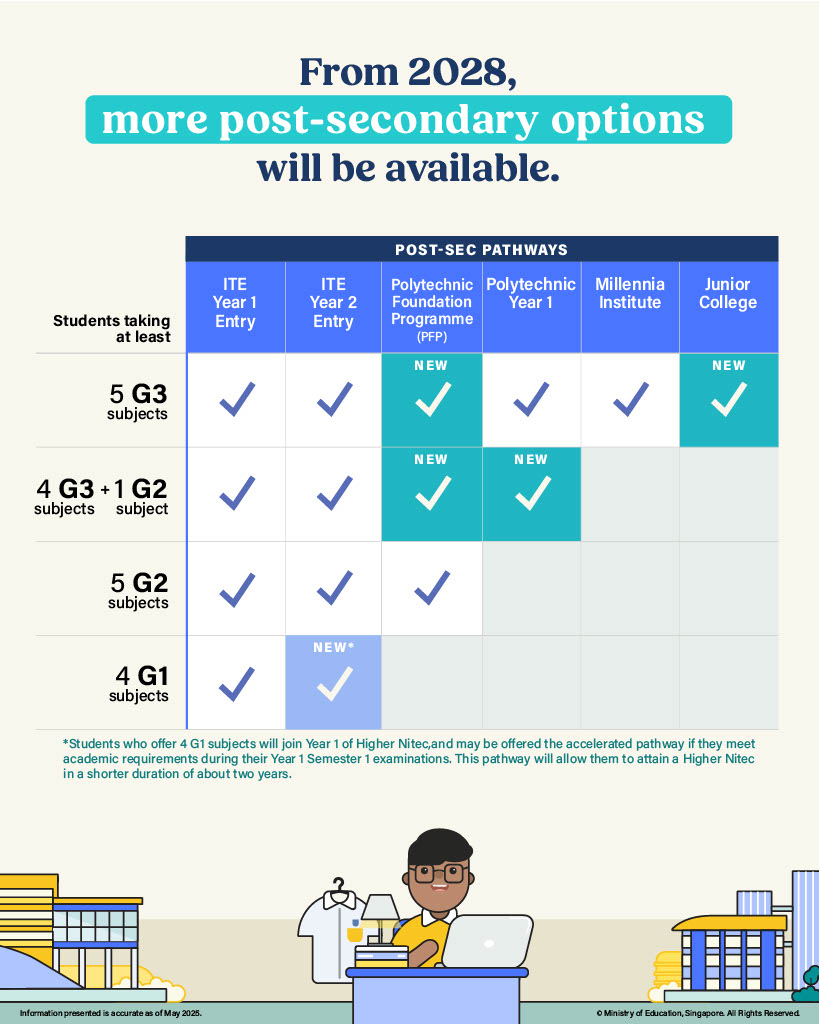 From 2028,
more post-secondary options
will be available.
POST-SEC PATHWAYS
Students taking
at least
ITE
Year 1
Entry
ITE
Year 2
Entry
Polytechnic
Foundation
Programme
(PFP)
Polytechnic
Year 1
Millennia
Institute
Junior
College
5 G3
subjects
NEW
NEW
4 G3 + 1 G2
subjects subject
NEW
NEW
5 G2
subjects
4 G1
subjects
NEW*
*Students who offer 4 G1 subjects will join Year 1 of Higher Nitec,and may be offered the accelerated pathway if they meet
academic requirements during their Year 1 Semester 1 examinations. This pathway will allow them to attain a Higher Nitec
in a shorter duration of about two years.
Information presented is accurate as of May 2025.
© Ministry of Education, Singapore. All Rights Reserved.